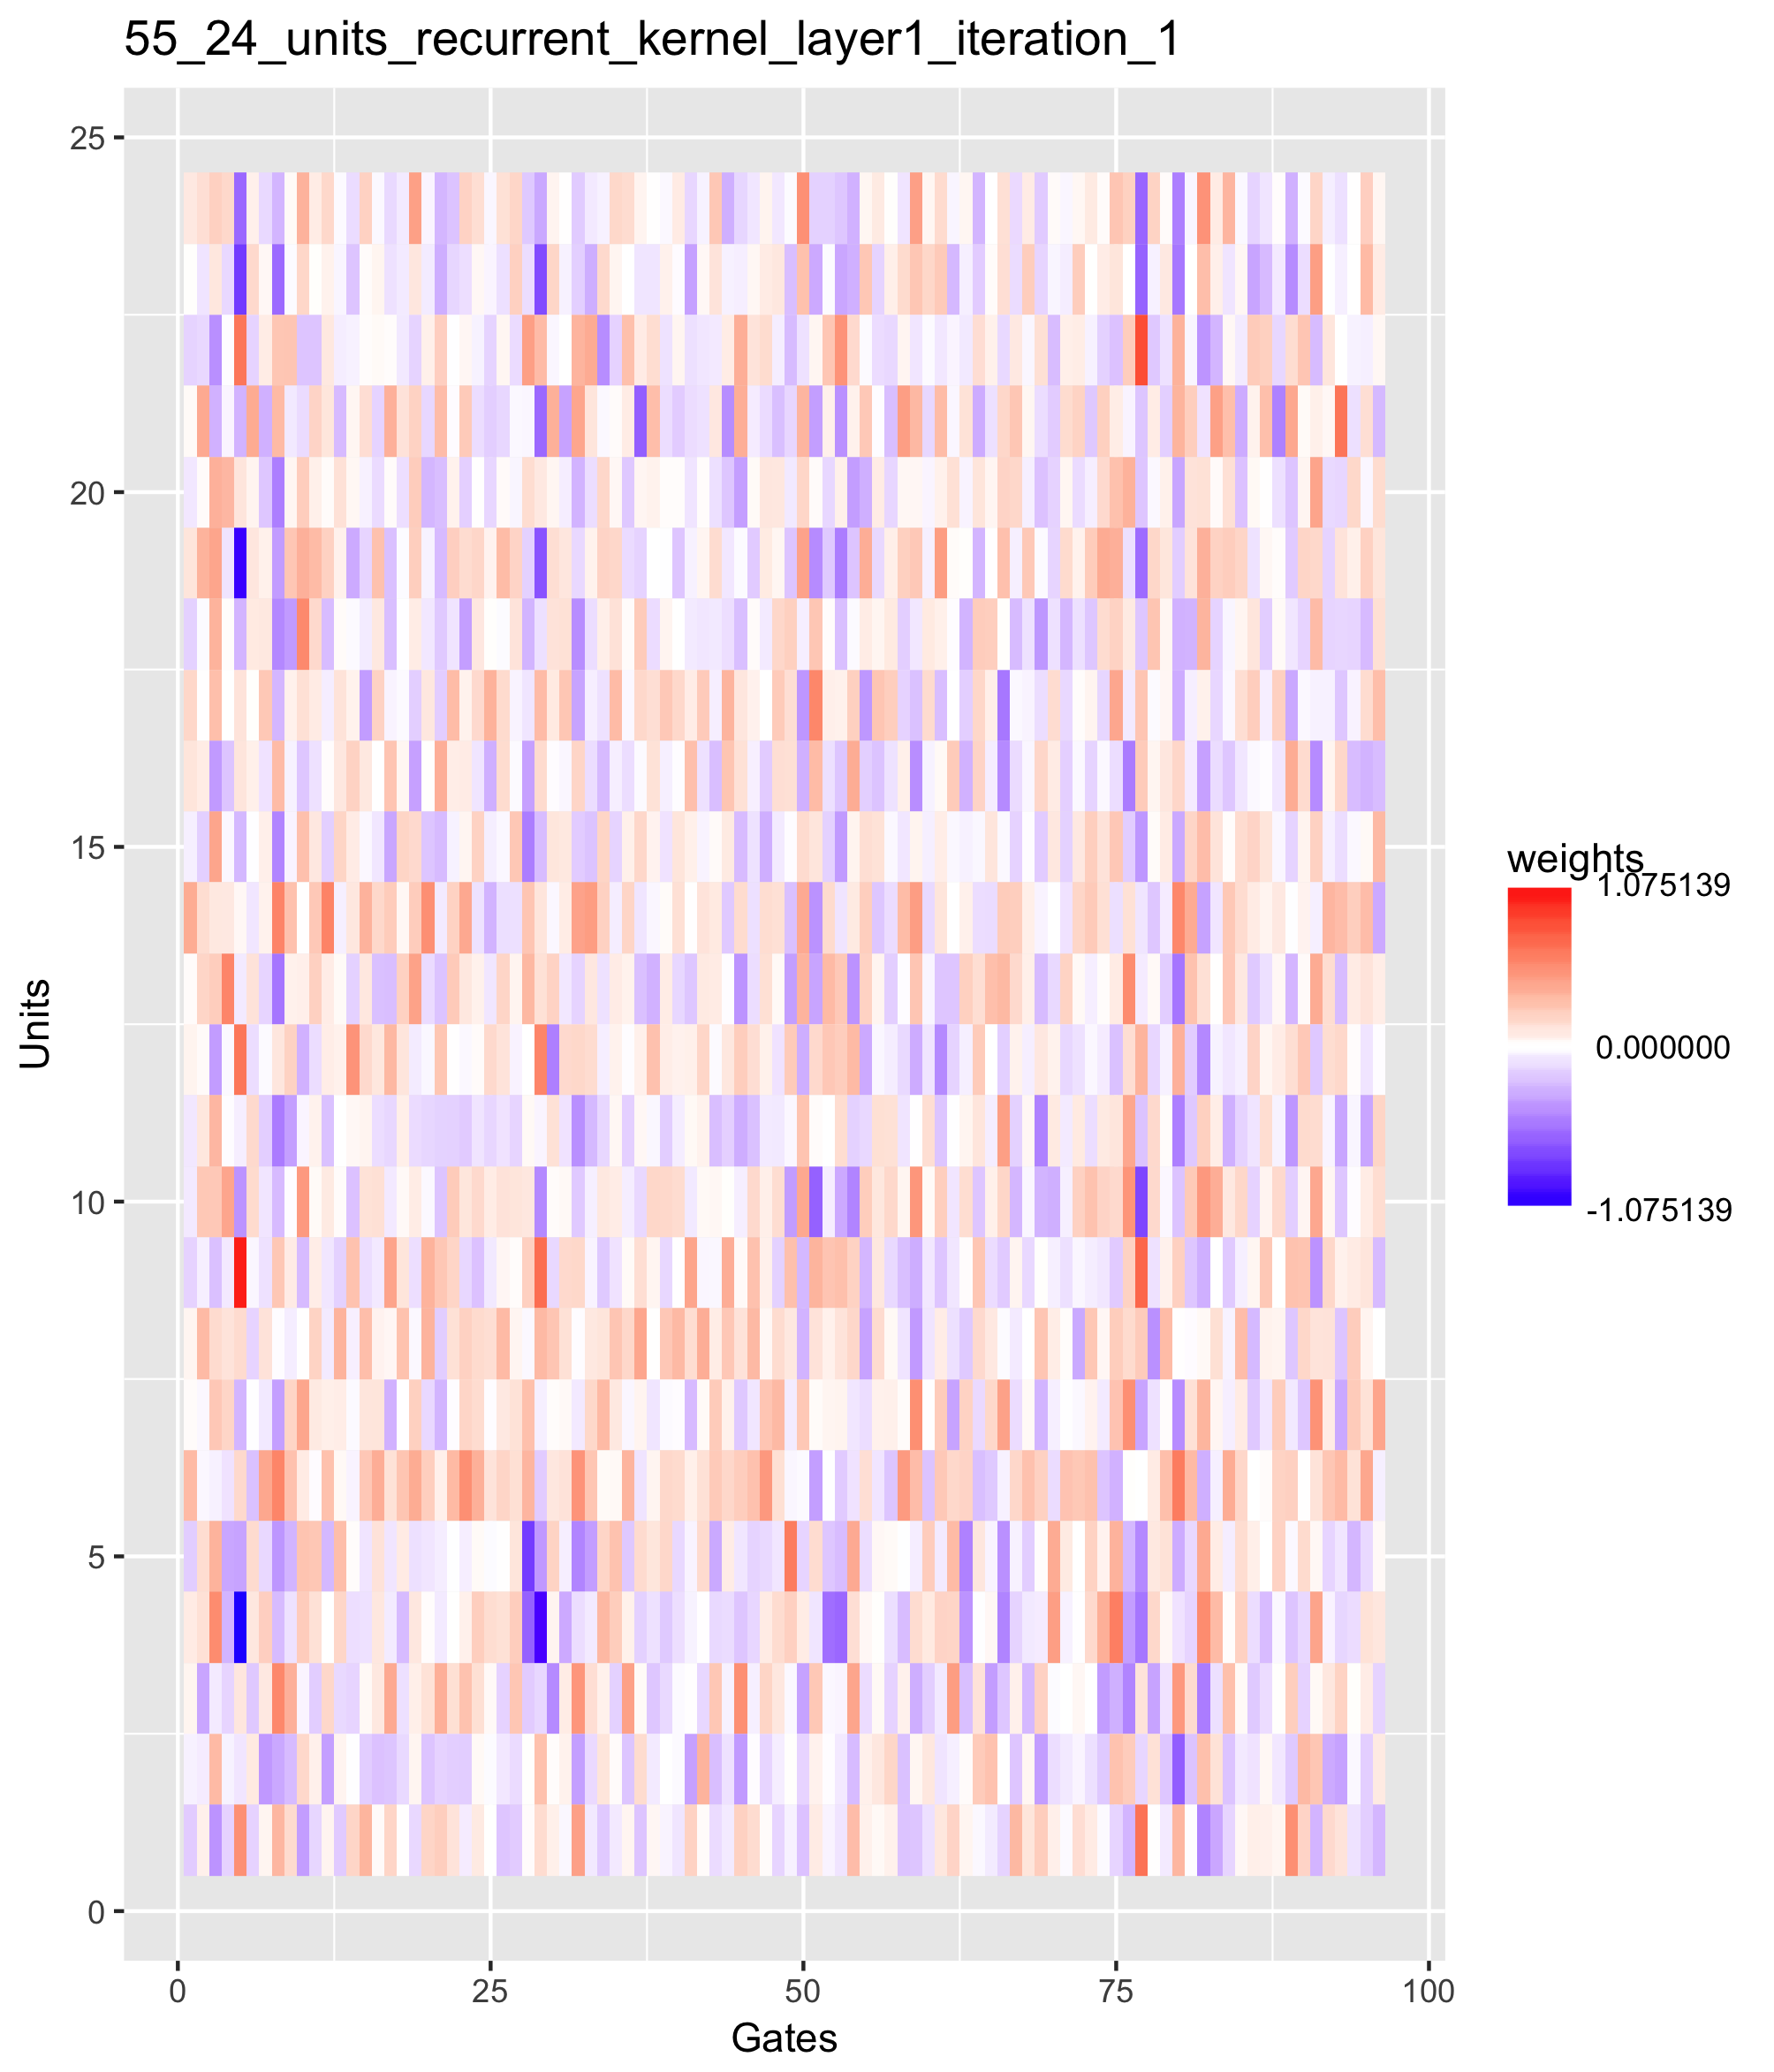 55_24_units_recurrent_kernel_layer1_iteration_1
25
20
15
10
5
0
Units
0 25 50 75 100
Gates
weights
1.075139
0.000000
-1.075139